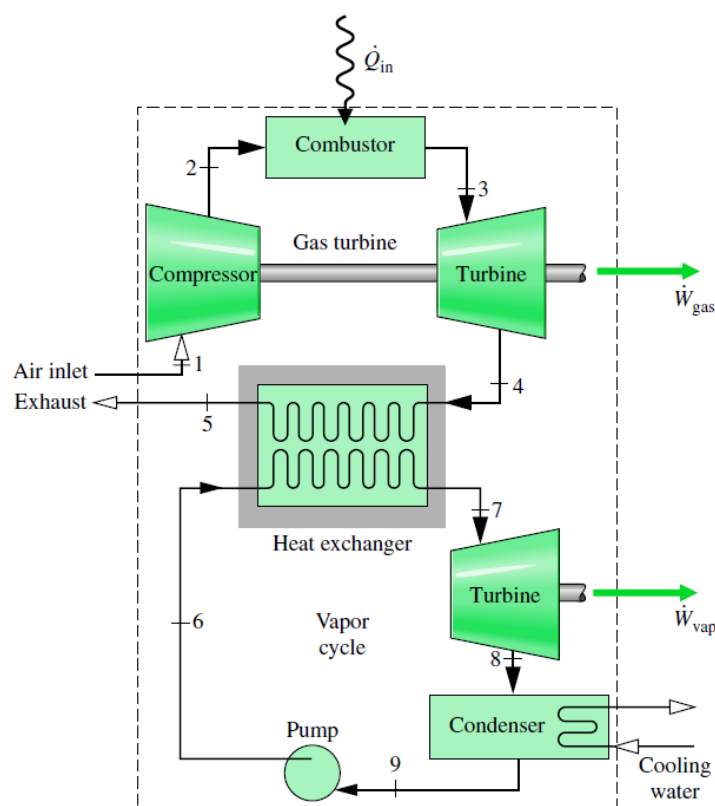 Q̇in
Combustor
2
3
Gas turbine
Compressor
Turbine
Ẇgas
Air inlet
1
4
Exhaust
5
7
Heat exchanger
Turbine
Ẇvap
6
Vapor
cycle
8
Pump
Condenser
9
Cooling
water